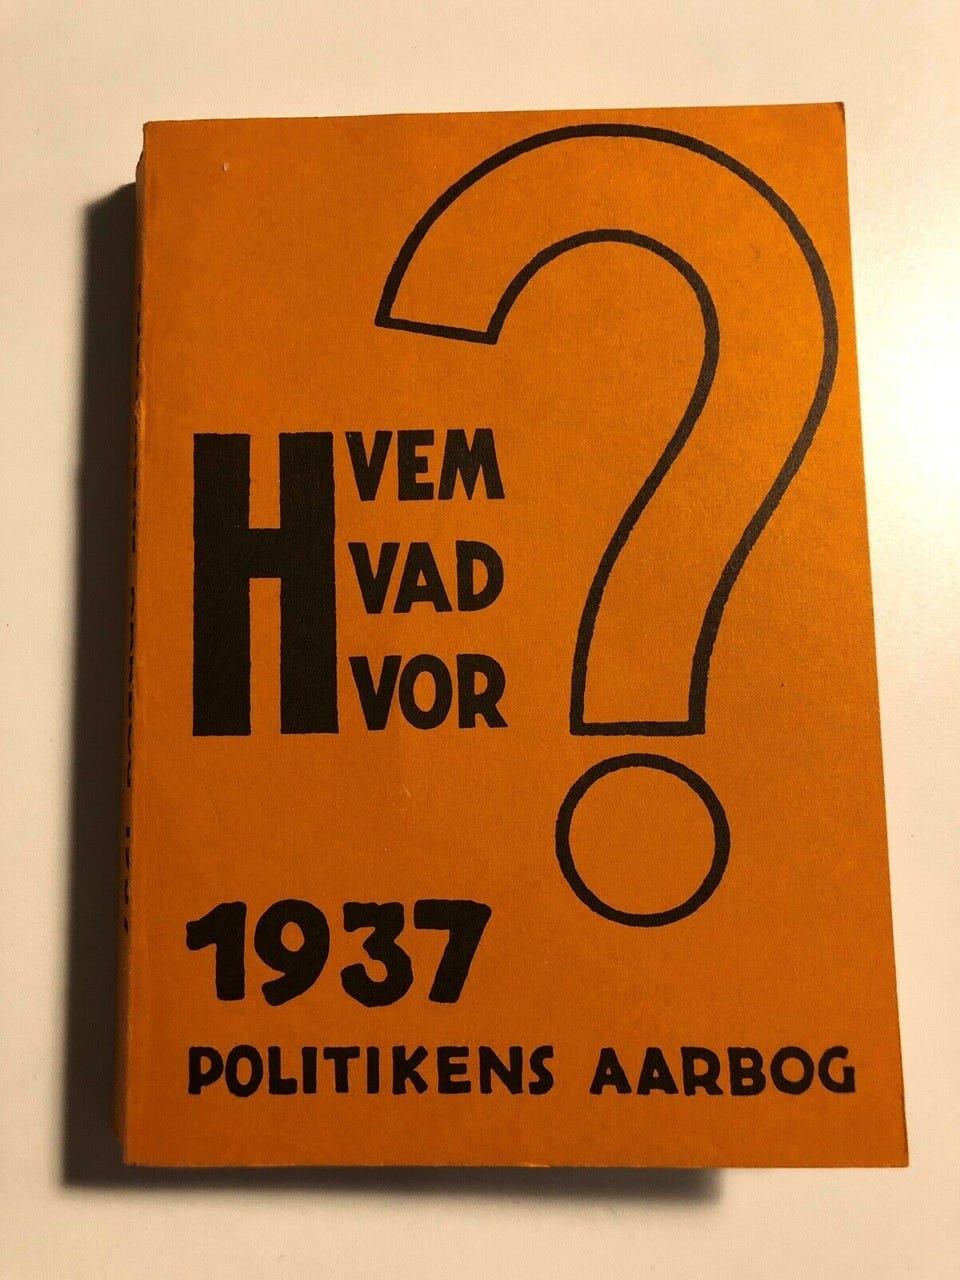 HVEM
HVAD
HVOR
?
1937
POLITIKENS AARBOG